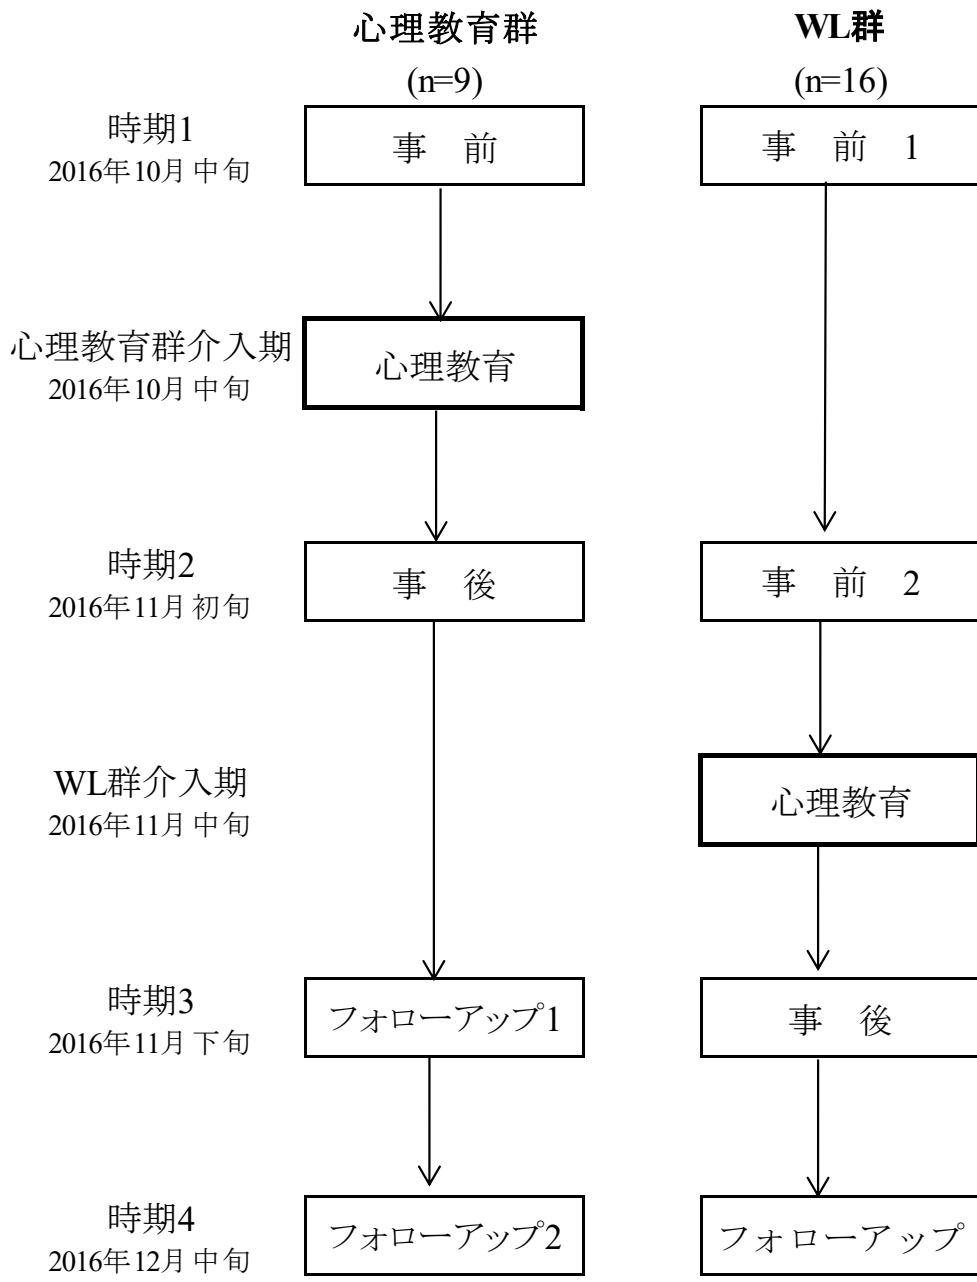 心理教育群 WL群
(n=9) (n=16)
時期1
2016年10月中旬
事 前
事 前 1
心理教育群介入期
2016年10月中旬
心理教育
時期2
2016年11月初旬
事 後
事 前 2
WL群介入期
2016年11月中旬
心理教育
時期3
2016年11月下旬
フォローアップ1
事 後
時期4
2016年12月中旬
フォローアップ2
フォローアップ